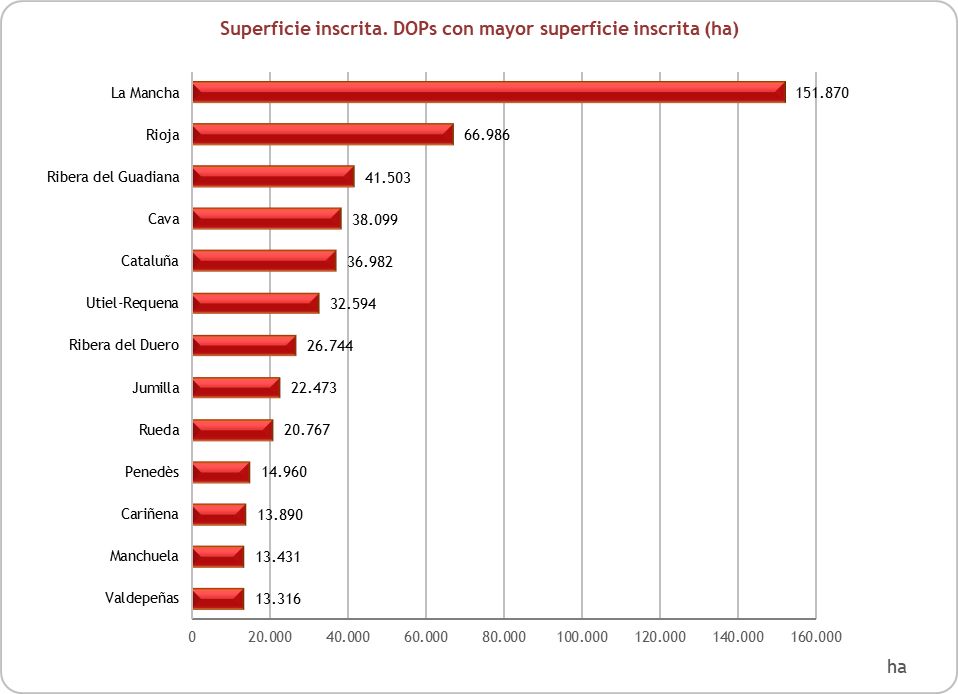 Superficie inscrita. DOPs con mayor superficie inscrita (ha)
La Mancha 151.870
Rioja 66.986
Ribera del Guadiana 41.503
Cava 38.099
Cataluña 36.982
Utiel-Requena 32.594
Ribera del Duero 26.744
Jumilla 22.473
Rueda 20.767
Penedès 14.960
Cariñena 13.890
Manchuela 13.431
Valdepeñas 13.316
0 20.000 40.000 60.000 80.000 100.000 120.000 140.000 160.000
ha